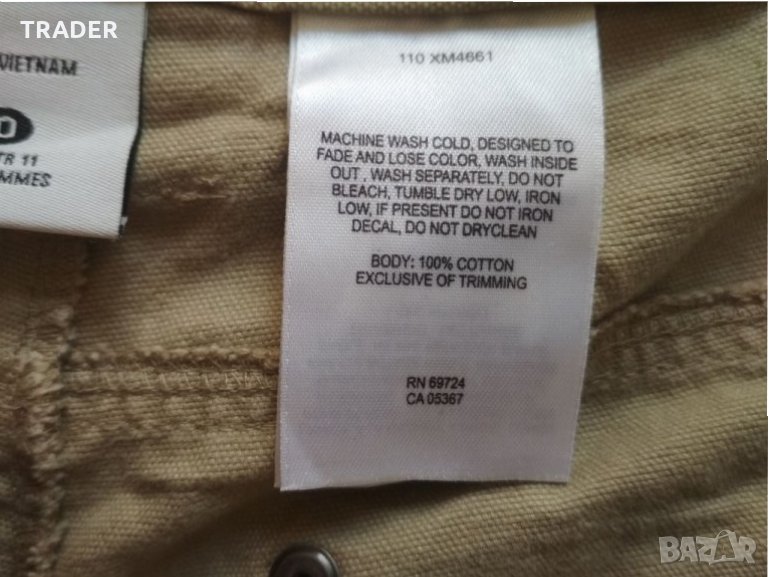 TRADER
VIETNAM
TR 11
110 XM4661
MACHINE WASH COLD, DESIGNED TO
FADE AND LOSE COLOR, WASH INSIDE
OUT , WASH SEPARATELY, DO NOT
BLEACH, TUMBLE DRY LOW, IRON
LOW, IF PRESENT DO NOT IRON
DECAL, DO NOT DRYCLEAN
BODY: 100% COTTON
EXCLUSIVE OF TRIMMING
RN 69724
CA 05367
BAZAR